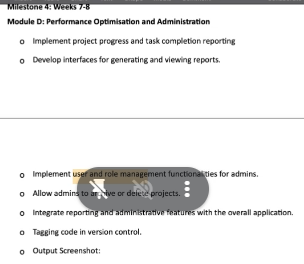 Milestone 4: Weeks 7-8
Module D: Performance Optimisation and Administration
o Implement project progress and task completion reporting
o Develop interfaces for generating and viewing reports.
o Implement user and role management functionalities for admins.
o Allow admins to or delete projects.
o Integrate reporting and administrative features with the overall application.
o Tagging code in version control.
o Output Screenshot: